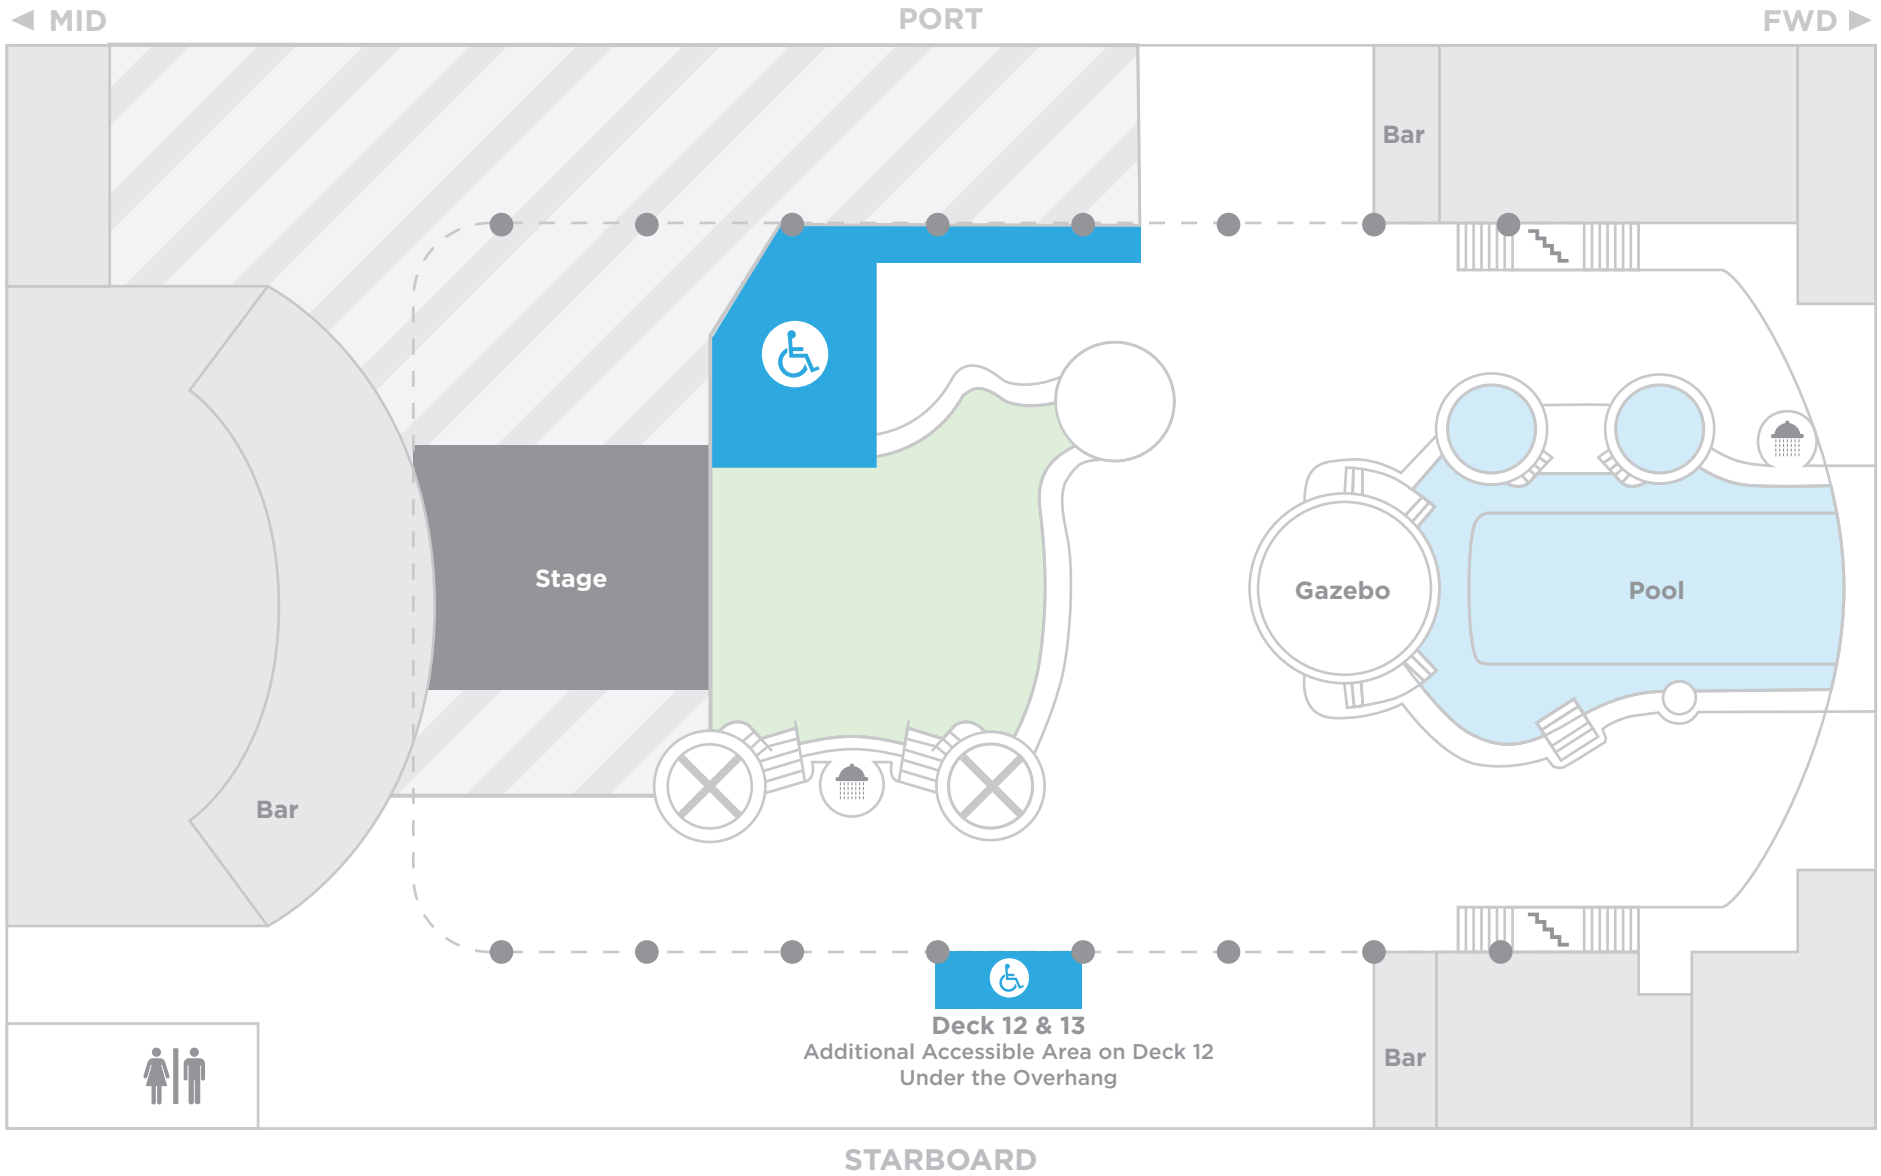 MID
PORT
FWD
Bar
Stage
Gazebo
Pool
Bar
Deck 12 & 13
Additional Accessible Area on Deck 12
Under the Overhang
Bar
STARBOARD